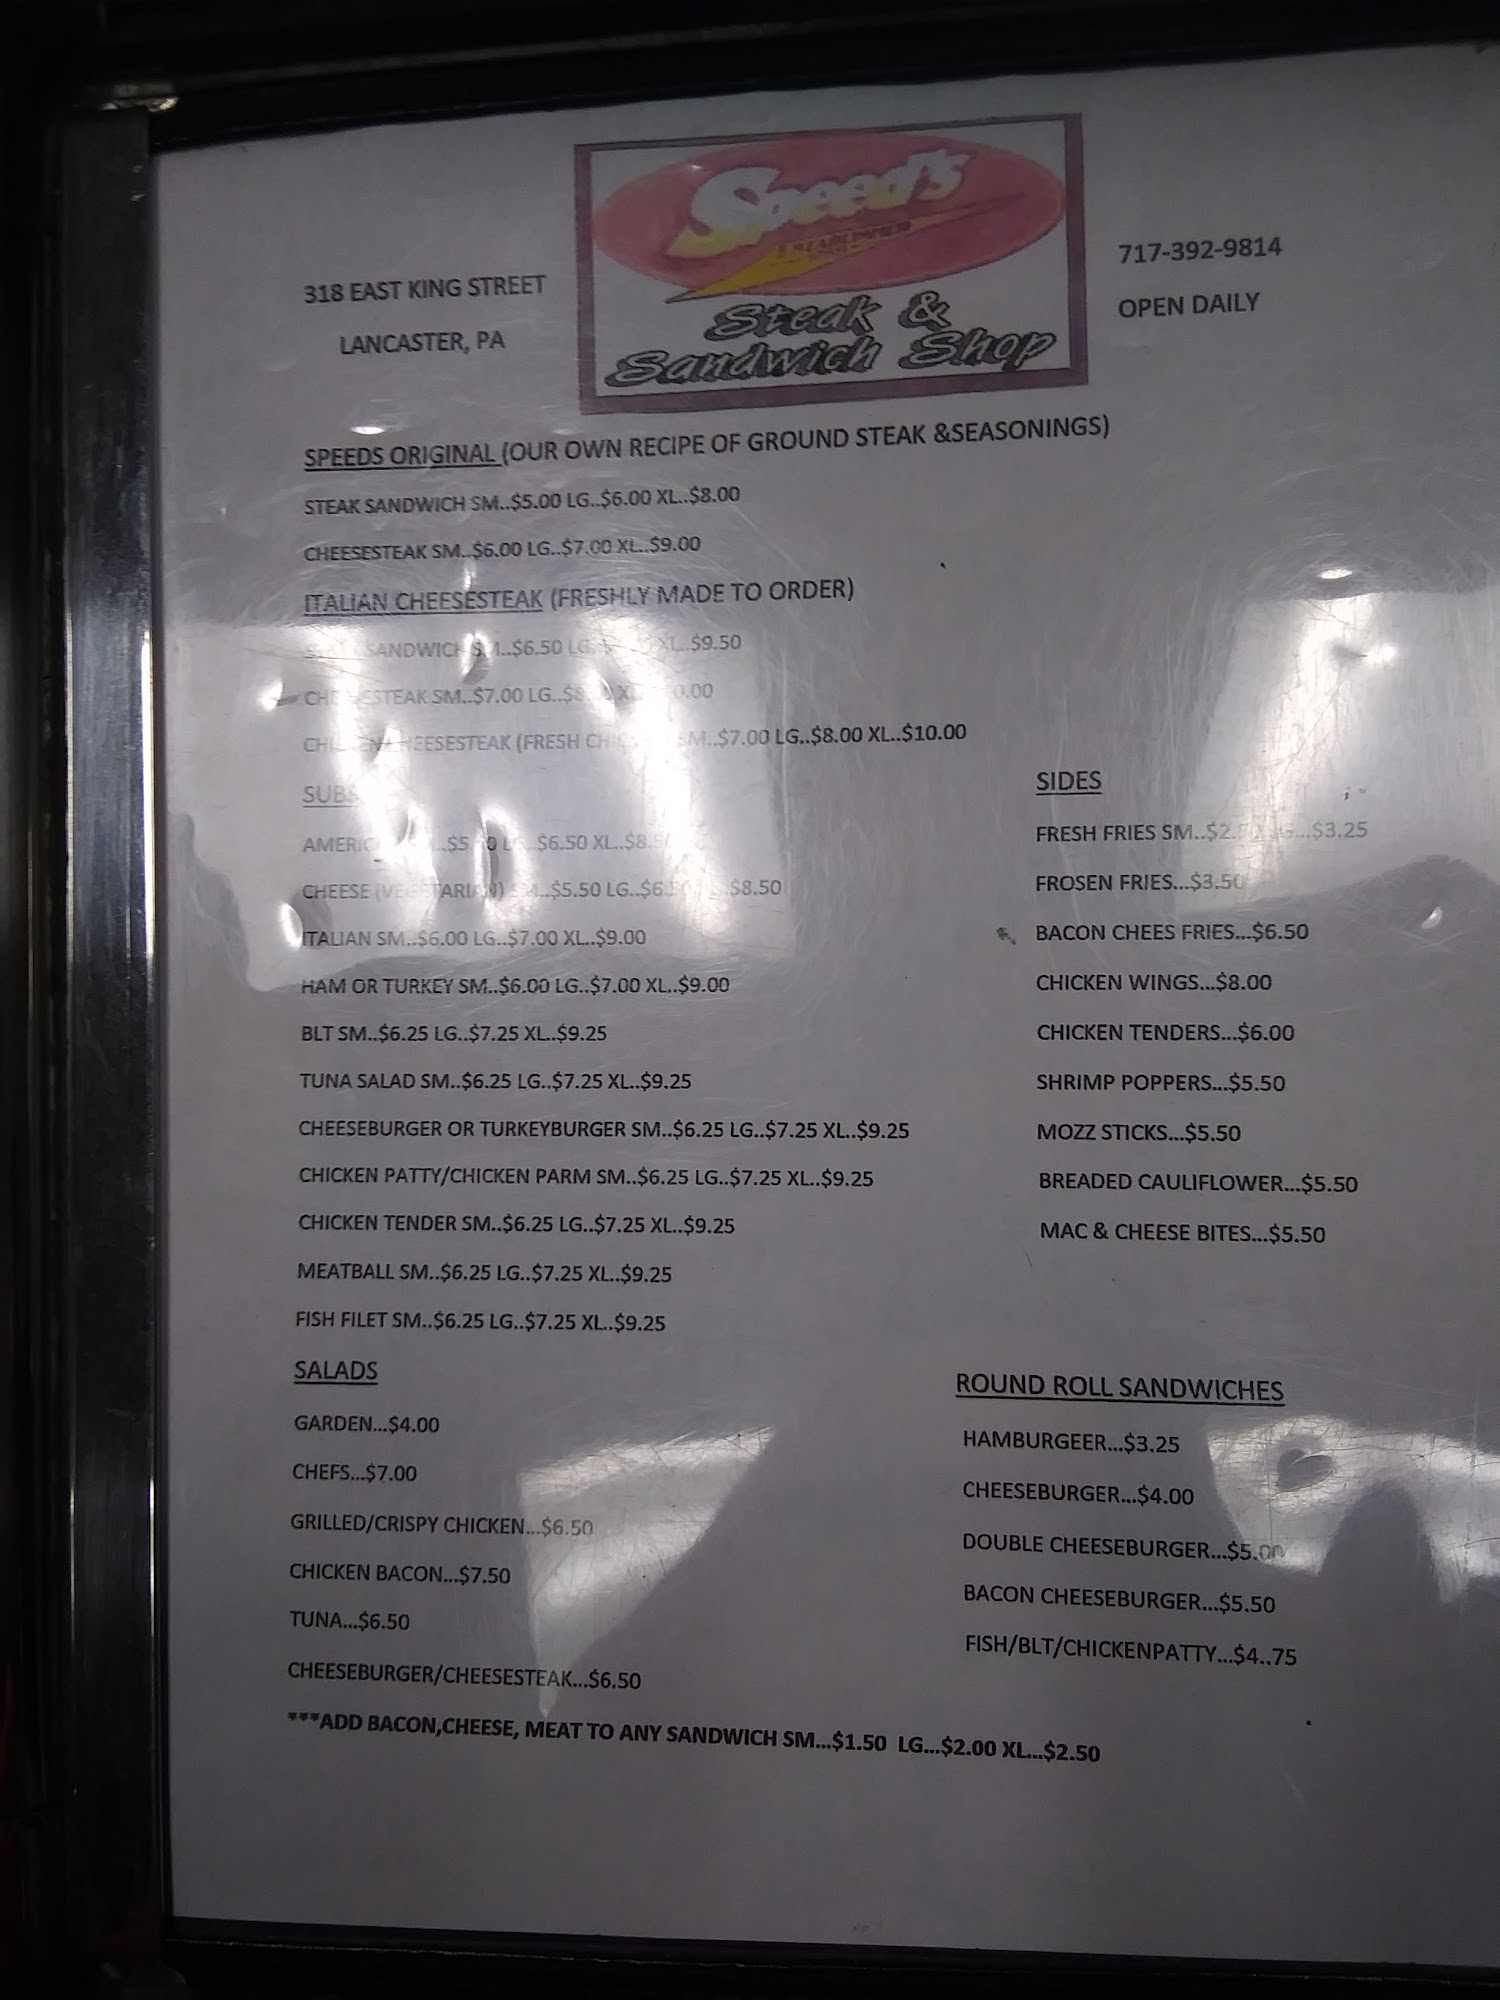 Speed's
ESTABLISHED
Steak &
Sandwich Shop
318 EAST KING STREET
LANCASTER, PA
717-392-9814
OPEN DAILY
SPEEDS ORIGINAL (OUR OWN RECIPE OF GROUND STEAK &SEASONINGS)
STEAK SANDWICH SM..$5.00 LG..$6.00 XL..$8.00
CHEESESTEAK SM..$6.00 LG..$7.00 XL..$9.00
ITALIAN CHEESESTEAK (FRESHLY MADE TO ORDER)
SANDWICH SM..$6.50 LG. XL..$9.50
CHEESESTEAK SM..$7.00 LG..
CHICKEN CHEESESTEAK (FRESH SM..$7.00 LG..$8.00 XL..$10.00
SUBS
LG..$6.50 XL..
CHEESE (VEGETARIAN) SM..$5.50 LG.. $8.50
ITALIAN SM..$6.00 LG..$7.00 XL..$9.00
HAM OR TURKEY SM..$6.00 LG..$7.00 XL..$9.00
BLT SM..$6.25 LG..$7.25 XL..$9.25
TUNA SALAD SM..$6.25 LG..$7.25 XL..$9.25
CHEESEBURGER OR TURKEYBURGER SM..$6.25 LG..$7.25 XL..$9.25
CHICKEN PATTY/CHICKEN PARM SM..$6.25 LG..$7.25 XL..$9.25
CHICKEN TENDER SM..$6.25 LG..$7.25 XL..$9.25
MEATBALL SM..$6.25 LG..$7.25 XL..$9.25
FISH FILET SM..$6.25 LG..$7.25 XL..$9.25
SIDES
FRESH FRIES SM..$2.50 LG...$3.25
FROSEN FRIES...$3.50
BACON CHEES FRIES...$6.50
CHICKEN WINGS...$8.00
CHICKEN TENDERS...$6.00
SHRIMP POPPERS...$5.50
MOZZ STICKS...$5.50
BREADED CAULIFLOWER...$5.50
MAC & CHEESE BITES...$5.50
SALADS
GARDEN...$4.00
CHEFS...$7.00
GRILLED/CRISPY CHICKEN...$6.50
CHICKEN BACON...$7.50
TUNA...$6.50
CHEESEBURGER/CHEESESTEAK...$6.50
ROUND ROLL SANDWICHES
HAMBURGEER...$3.25
CHEESEBURGER...$4.00
DOUBLE CHEESEBURGER...$5.00
BACON CHEESEBURGER...$5.50
FISH/BLT/CHICKENPATTY...$4..75
***ADD BACON,CHEESE, MEAT TO ANY SANDWICH SM...$1.50 LG...$2.00 XL...$2.50